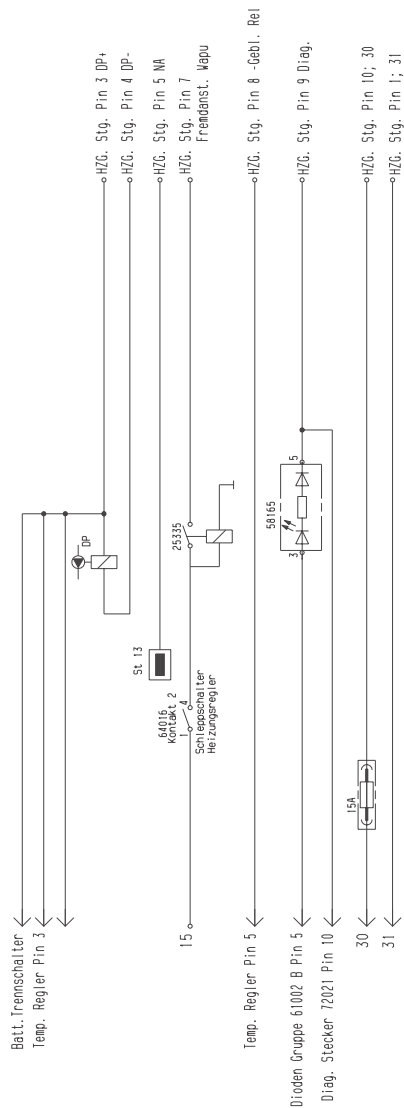 HZG. Stg. Pin 3 DP+
HZG. Stg. Pin 4 DP-
HZG. Stg. Pin 5 NA
HZG. Stg. Pin 7
Fremdanst. Wapu
HZG. Stg. Pin 8 -Gebl. Rel
HZG. Stg. Pin 9 Diag.
HZG. Stg. Pin 10; 30
HZG. Stg. Pin 1; 31
DP
25335
58165
3
5
St 13
64016
Kontakt 2
1
4
Schleppschalter
Heizungsregler
15A
Batt.Trennschalter
Temp. Regler Pin 3
15
Temp. Regler Pin 5
Dioden Gruppe 61002 B Pin 5
Diag. Stecker 72021 Pin 10
30
31